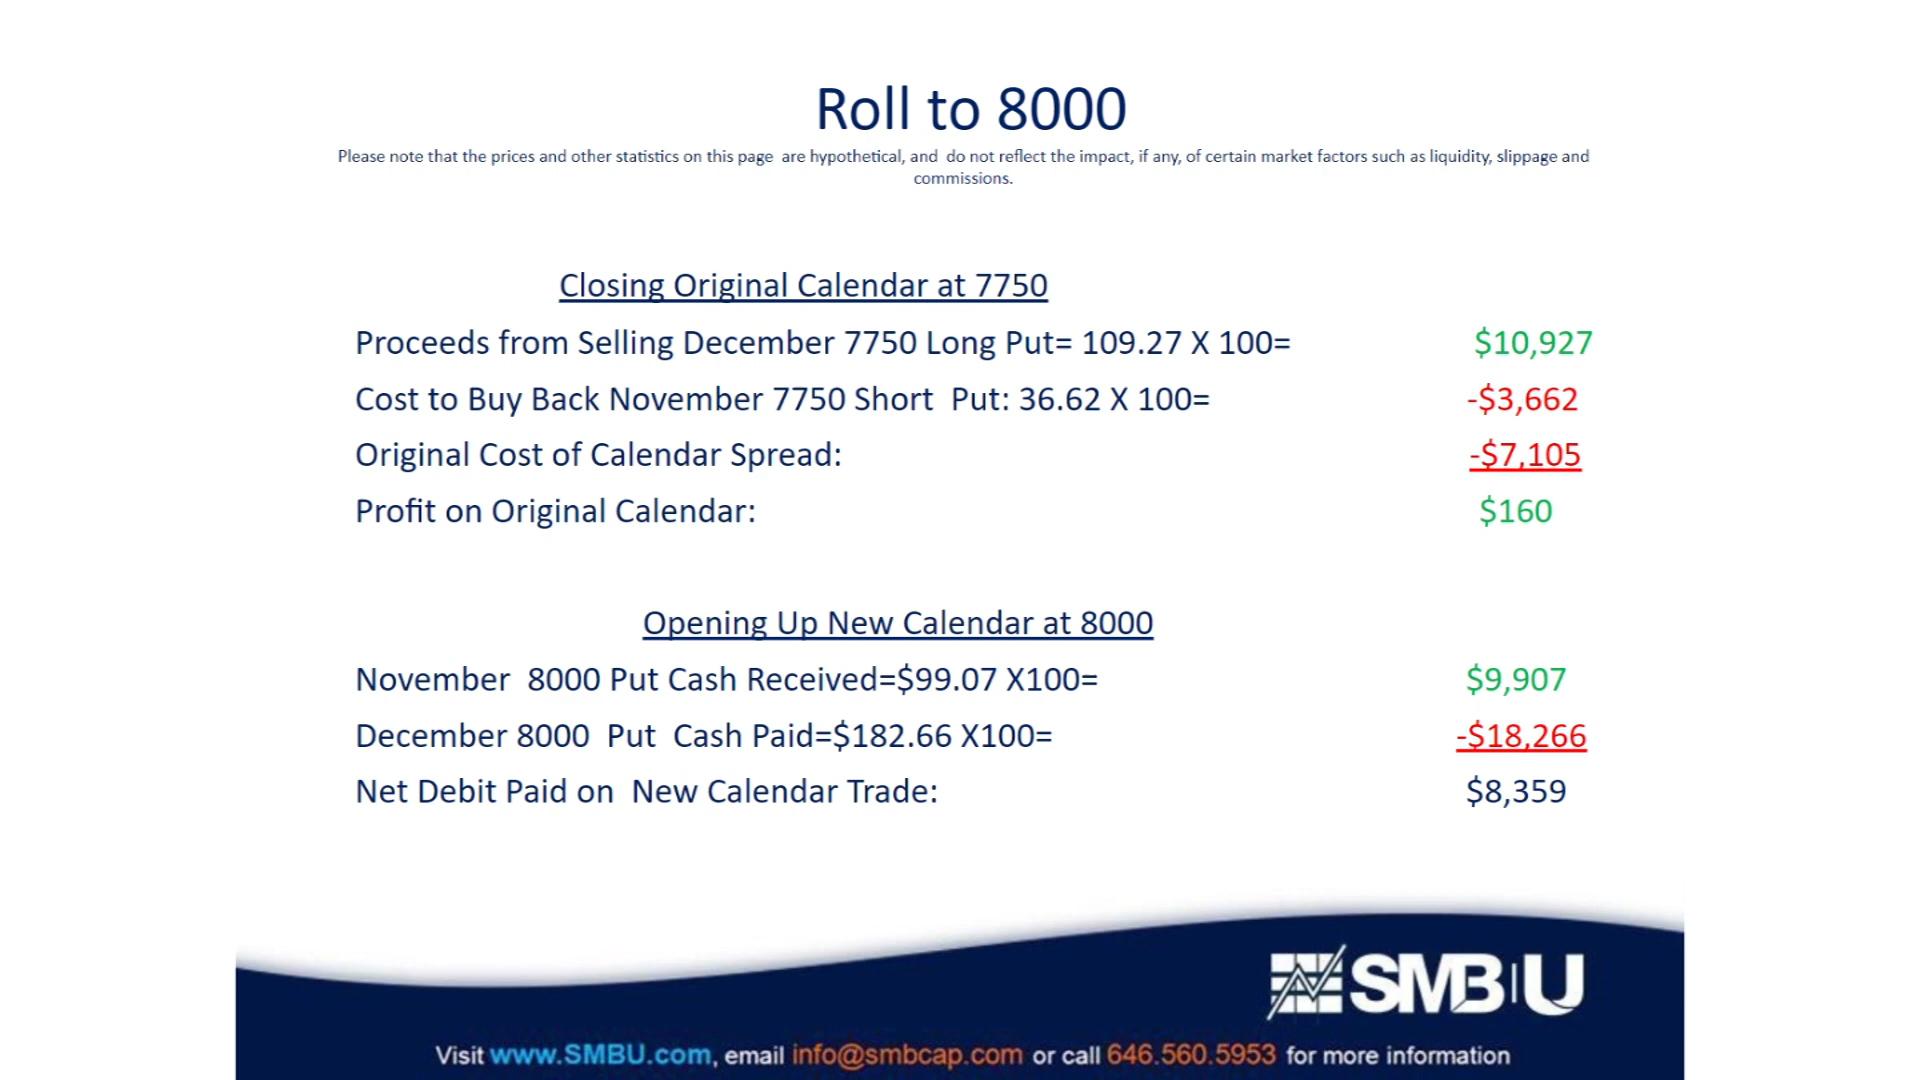 Roll to 8000
Please note that the prices and other statistics on this page are hypothetical, and do not reflect the impact, if any, of certain market factors such as liquidity, slippage and
commissions.
Closing Original Calendar at 7750
Proceeds from Selling December 7750 Long Put= 109.27 X 100= $10,927
Cost to Buy Back November 7750 Short Put: 36.62 X 100= -$3,662
Original Cost of Calendar Spread: -$7,105
Profit on Original Calendar: $160
Opening Up New Calendar at 8000
November 8000 Put Cash Received=$99.07 X100= $9,907
December 8000 Put Cash Paid=$182.66 X100= -$18,266
Net Debit Paid on New Calendar Trade: $8,359
SMB|U
Visit www.SMBU.com, email info@smbcap.com or call 646.560.5953 for more information